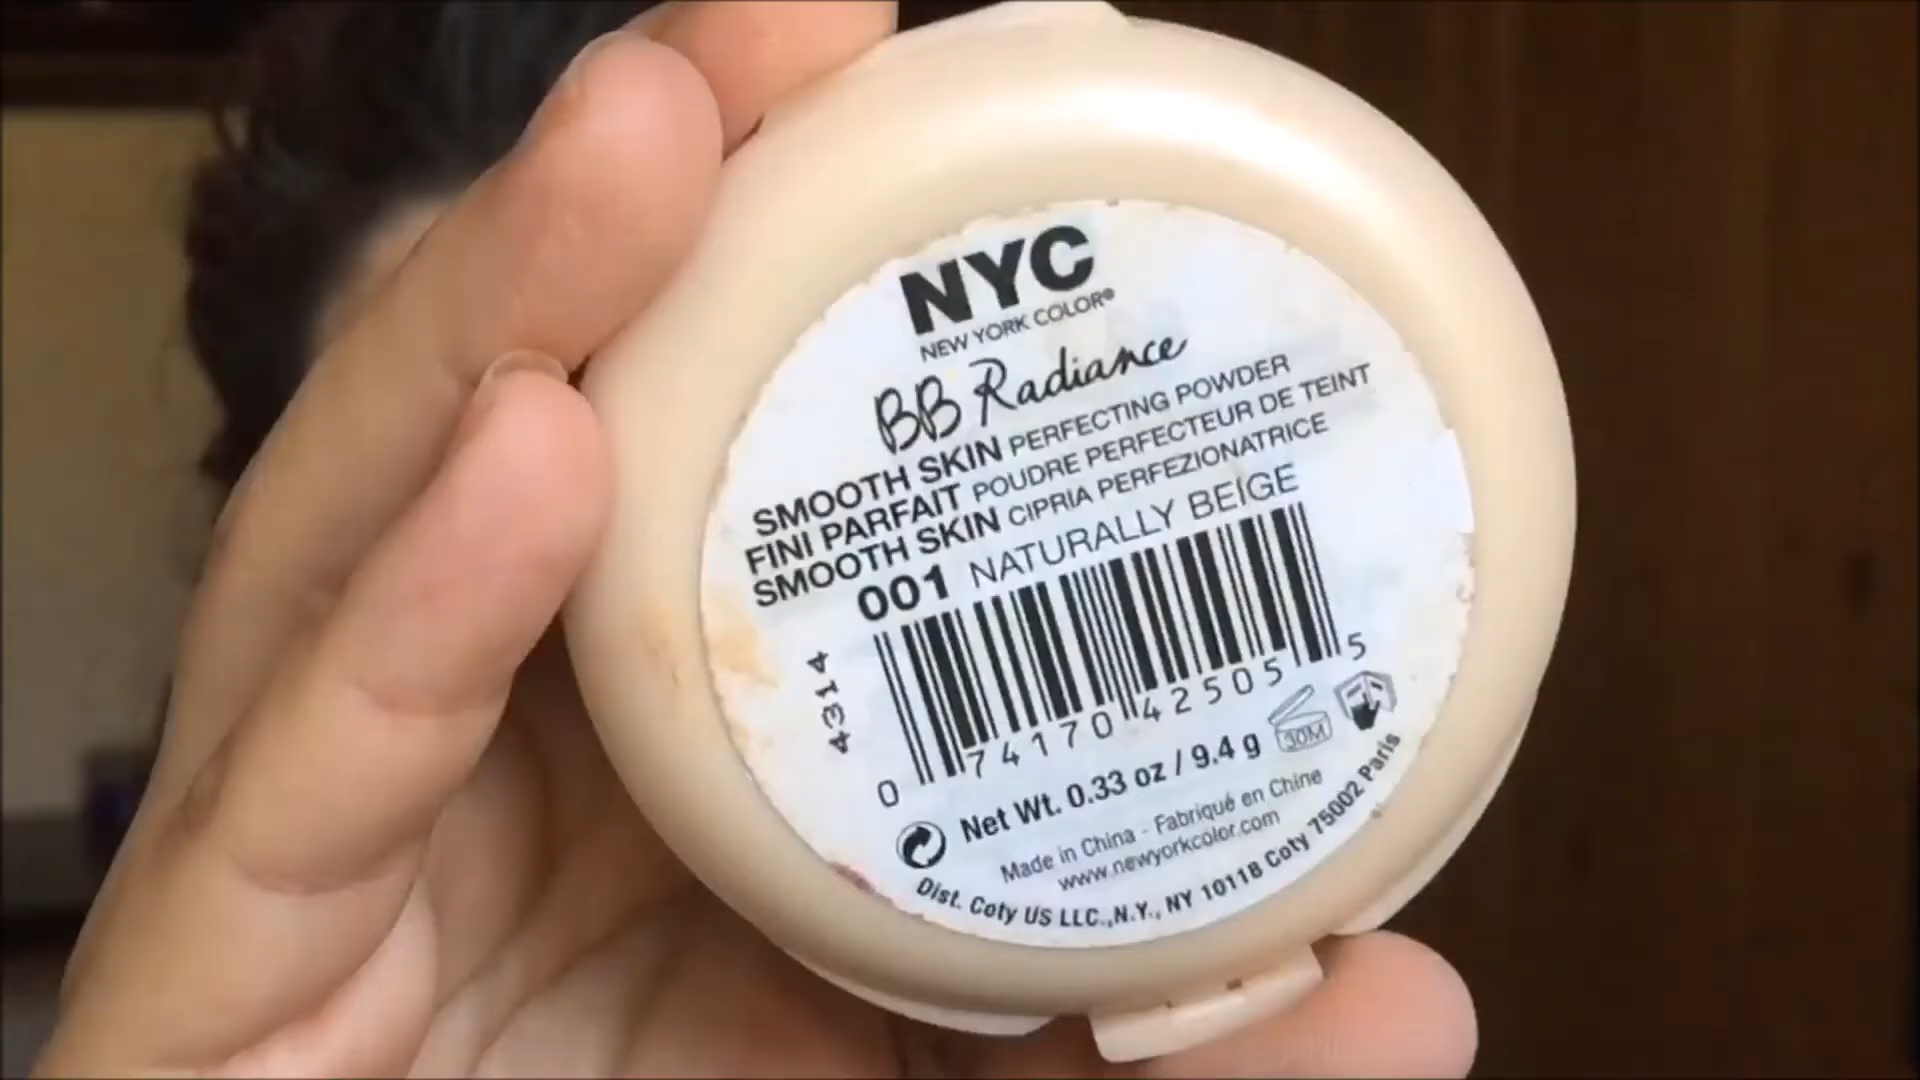 NYC
NEW YORK COLOR®
BB Radiance
SMOOTH SKIN PERFECTING POWDER
FINI PARFAIT POUDRE PERFECTEUR DE TEINT
SMOOTH SKIN CIPRIA PERFEZIONATRICE
001 NATURALLY BEIGE
4314
0 74170 42505 5
Net Wt. 0.33 oz / 9.4 g
30M
Made in China - Fabriqué en Chine
www.newyorkcolor.com
Dist. Coty US LLC.,N.Y., NY 10118 Coty 75002 Paris